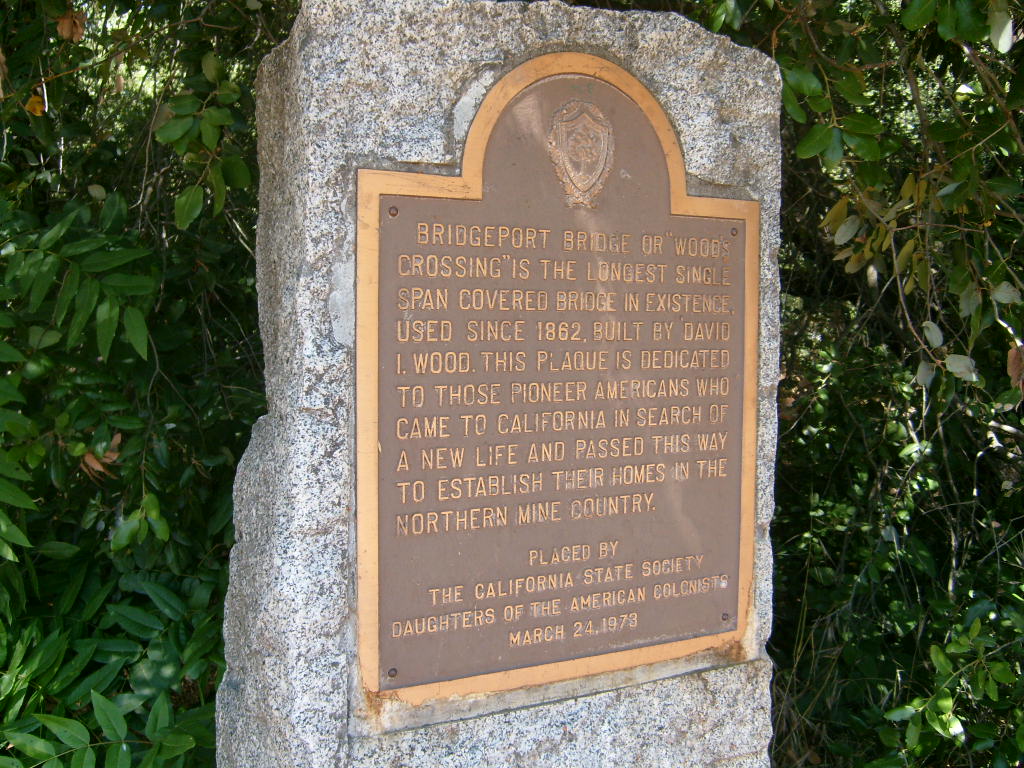 BRIDGEPORT BRIDGE OR "WOOD'S
CROSSING" IS THE LONGEST SINGLE
SPAN COVERED BRIDGE IN EXISTENCE,
USED SINCE 1862, BUILT BY DAVID
I. WOOD. THIS PLAQUE IS DEDICATED
TO THOSE PIONEER AMERICANS WHO
CAME TO CALIFORNIA IN SEARCH OF
A NEW LIFE AND PASSED THIS WAY
TO ESTABLISH THEIR HOMES IN THE
NORTHERN MINE COUNTRY.
PLACED BY
THE CALIFORNIA STATE SOCIETY
DAUGHTERS OF THE AMERICAN COLONISTS
MARCH 24, 1973